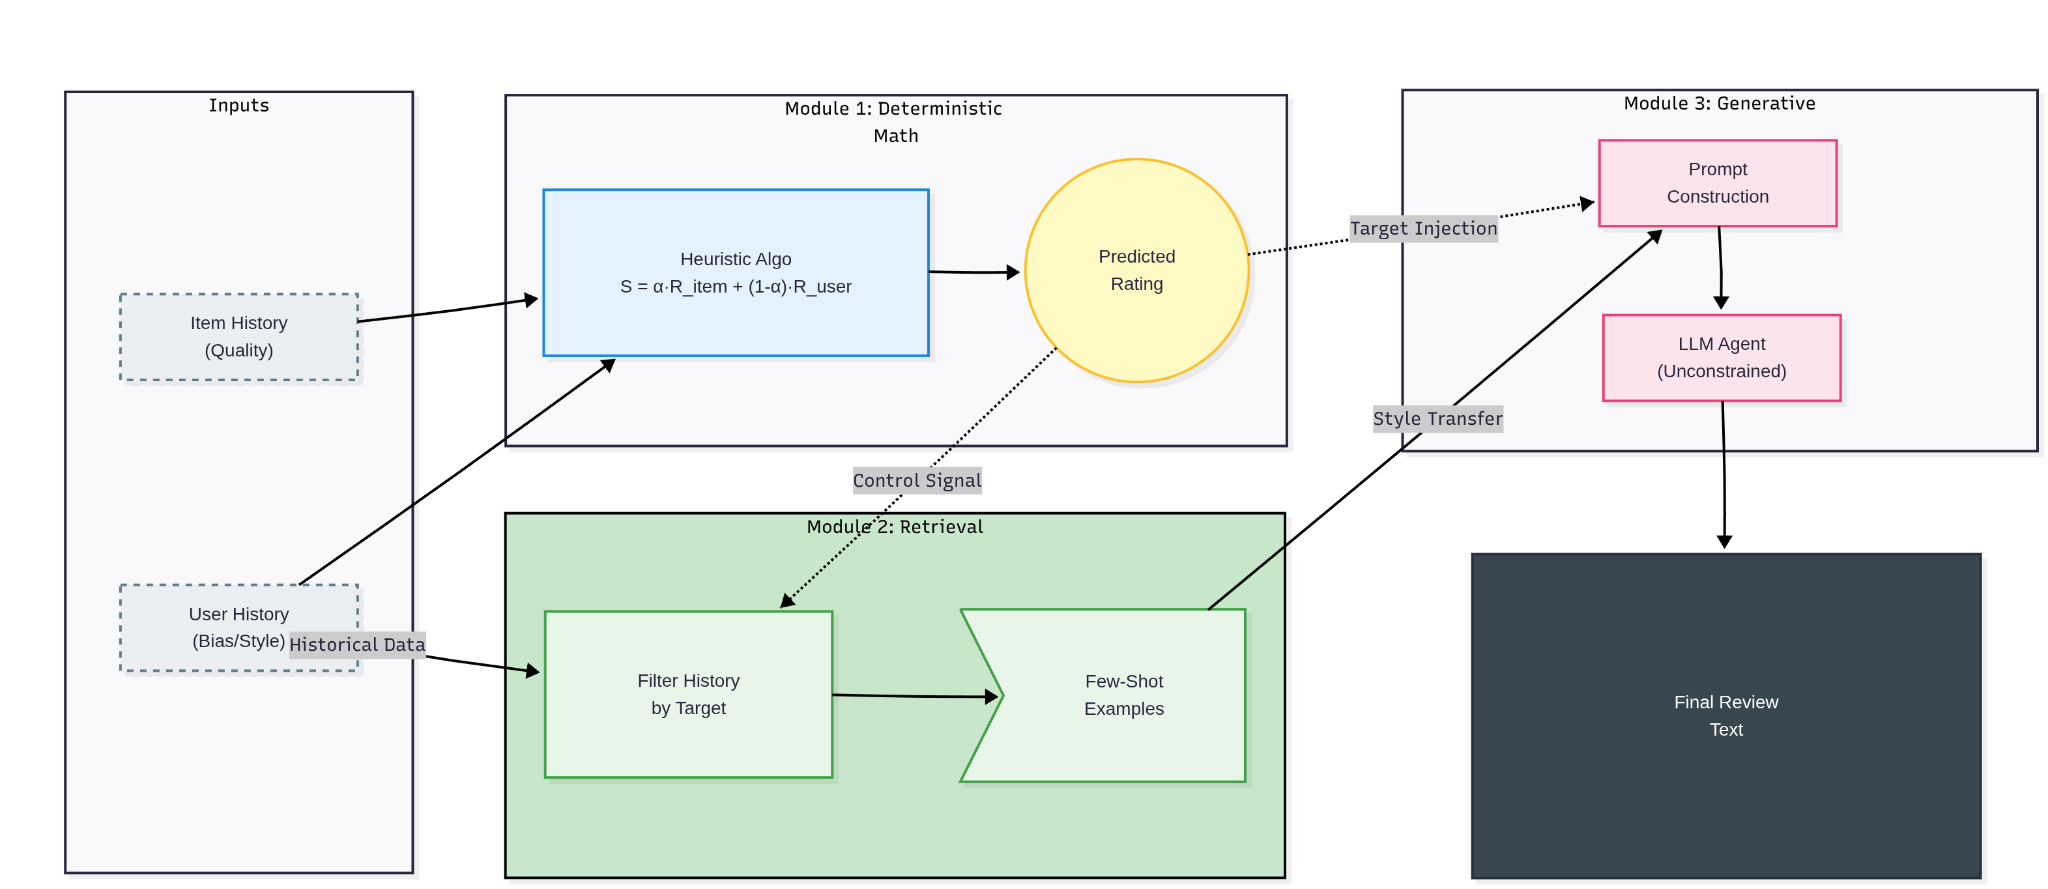 Inputs
Item History
(Quality)
User History
(Bias/Style)
Historical Data
Module 1: Deterministic
Math
Heuristic Algo
S = α·R_item + (1-α)·R_user
Predicted
Rating
Control Signal
Module 2: Retrieval
Filter History
by Target
Few-Shot
Examples
Target Injection
Style Transfer
Module 3: Generative
Prompt
Construction
LLM Agent
(Unconstrained)
Final Review
Text